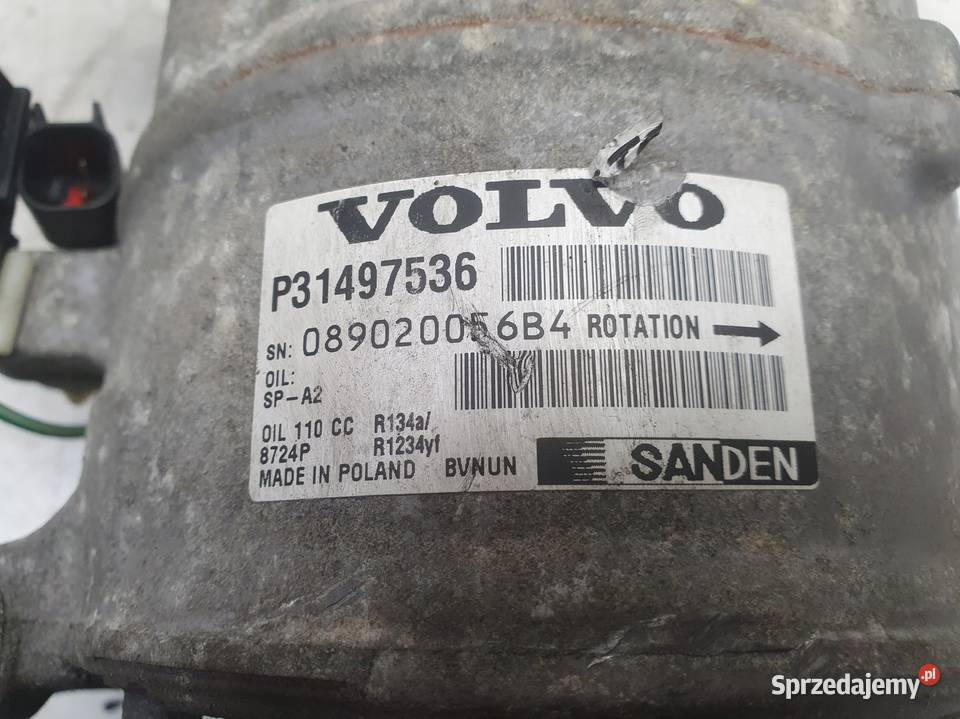 VOLVO
P31497536
SN: 089020056B4 ROTATION
OIL:
SP-A2
OIL 110 CC R134a/
8724P R1234yf
MADE IN POLAND BVNUN SANDEN
Sprzedajemy.pl